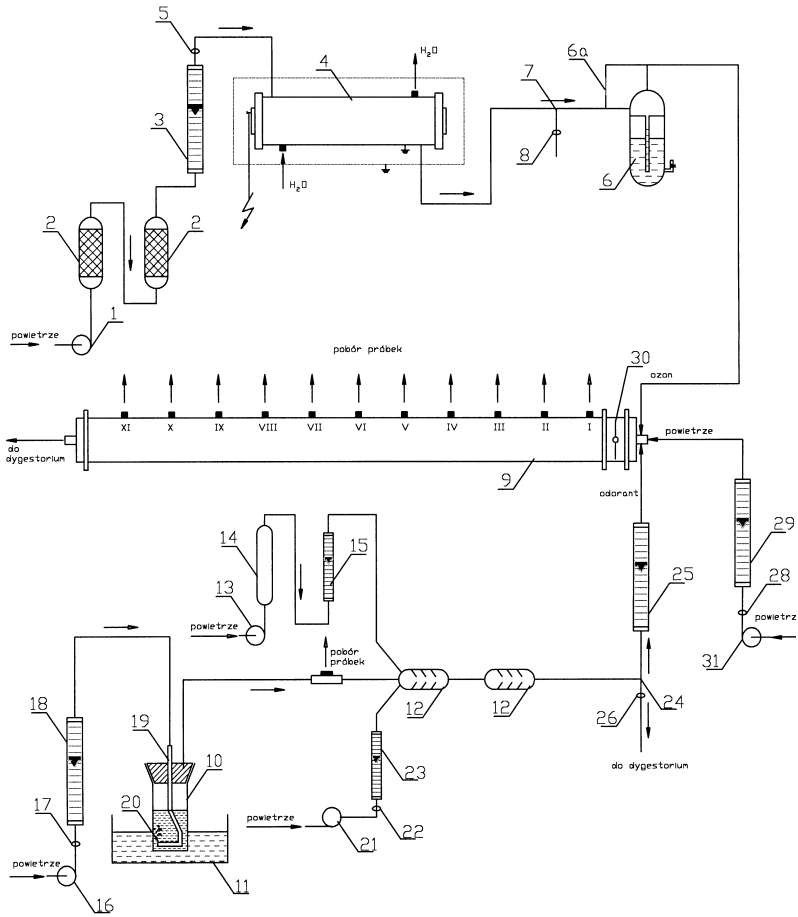 5
6a
H₂O
4
7
3
8
6
H₂O
2
2
1
powietrze
pobór próbek
30
ozon
XI X IX VIII VII VI V IV III II I
powietrze
do
dygestorium
9
odorant
29
14
15
25
28
13
powietrze
powietrz
pobór
próbek
31
18
19
12
12
26
24
10
23
do dygestorium
20
17
powietrze
21
22
powietrze
11
16